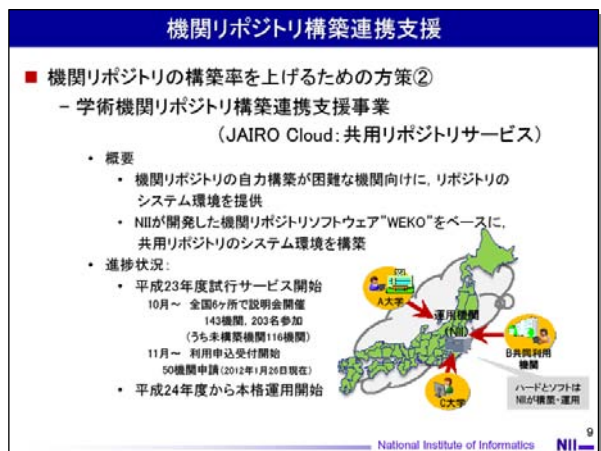 機関リポジトリ構築連携支援
■ 機関リポジトリの構築率を上げるための方策②
– 学術機関リポジトリ構築連携支援事業
(JAIRO Cloud:共用リポジトリサービス)
• 概要
• 機関リポジトリの自力構築が困難な機関向けに, リポジトリの
システム環境を提供
• NIIが開発した機関リポジトリソフトウェア"WEKO"をベースに,
共用リポジトリのシステム環境を構築
• 進捗状況:
• 平成23年度試行サービス開始
10月～ 全国6ヶ所で説明会開催
143機関, 203名参加
(うち未構築機関116機関)
11月～ 利用申込受付開始
50機関申請(2012年1月26日現在)
• 平成24年度から本格運用開始
A大学
運用機関
(NII)
B共同利用
機関
C大学
ハードとソフトは
NIIが構築・運用
9
National Institute of Informatics
NII